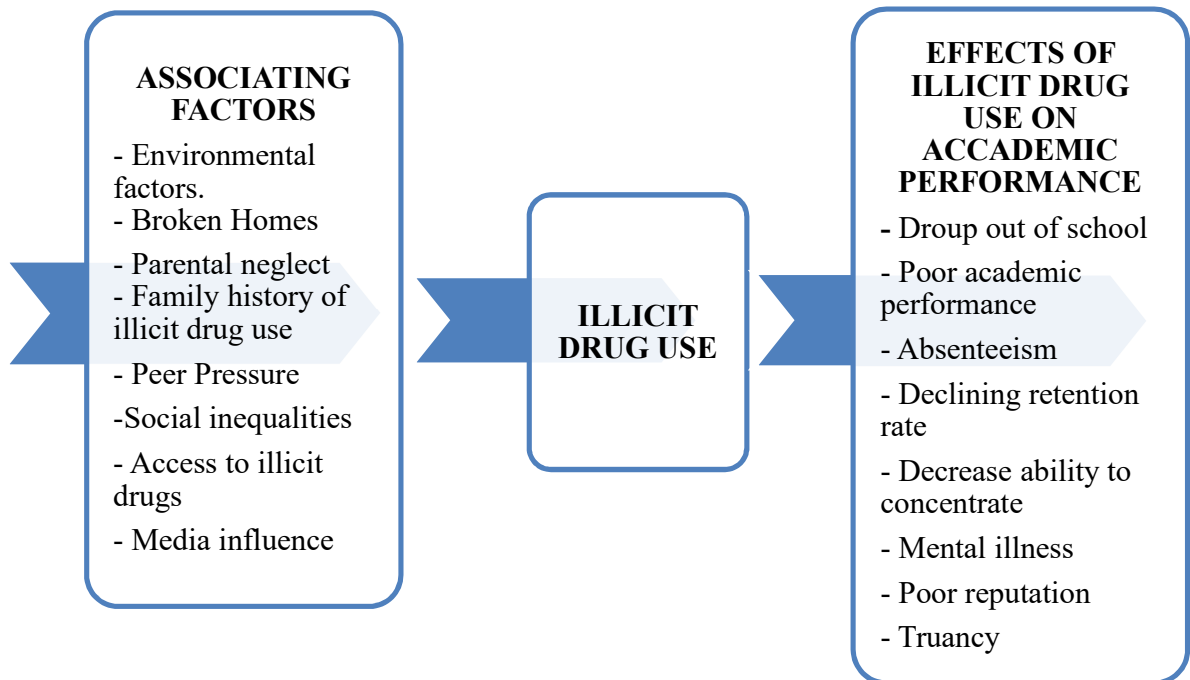 ASSOCIATING
FACTORS
- Environmental
factors.
- Broken Homes
- Parental neglect
- Family history of
illicit drug use
- Peer Pressure
-Social inequalities
- Access to illicit
drugs
- Media influence
ILLICIT
DRUG USE
EFFECTS OF
ILLICIT DRUG
USE ON
ACCADEMIC
PERFORMANCE
- Droup out of school
- Poor academic
performance
- Absenteeism
- Declining retention
rate
- Decrease ability to
concentrate
- Mental illness
- Poor reputation
- Truancy